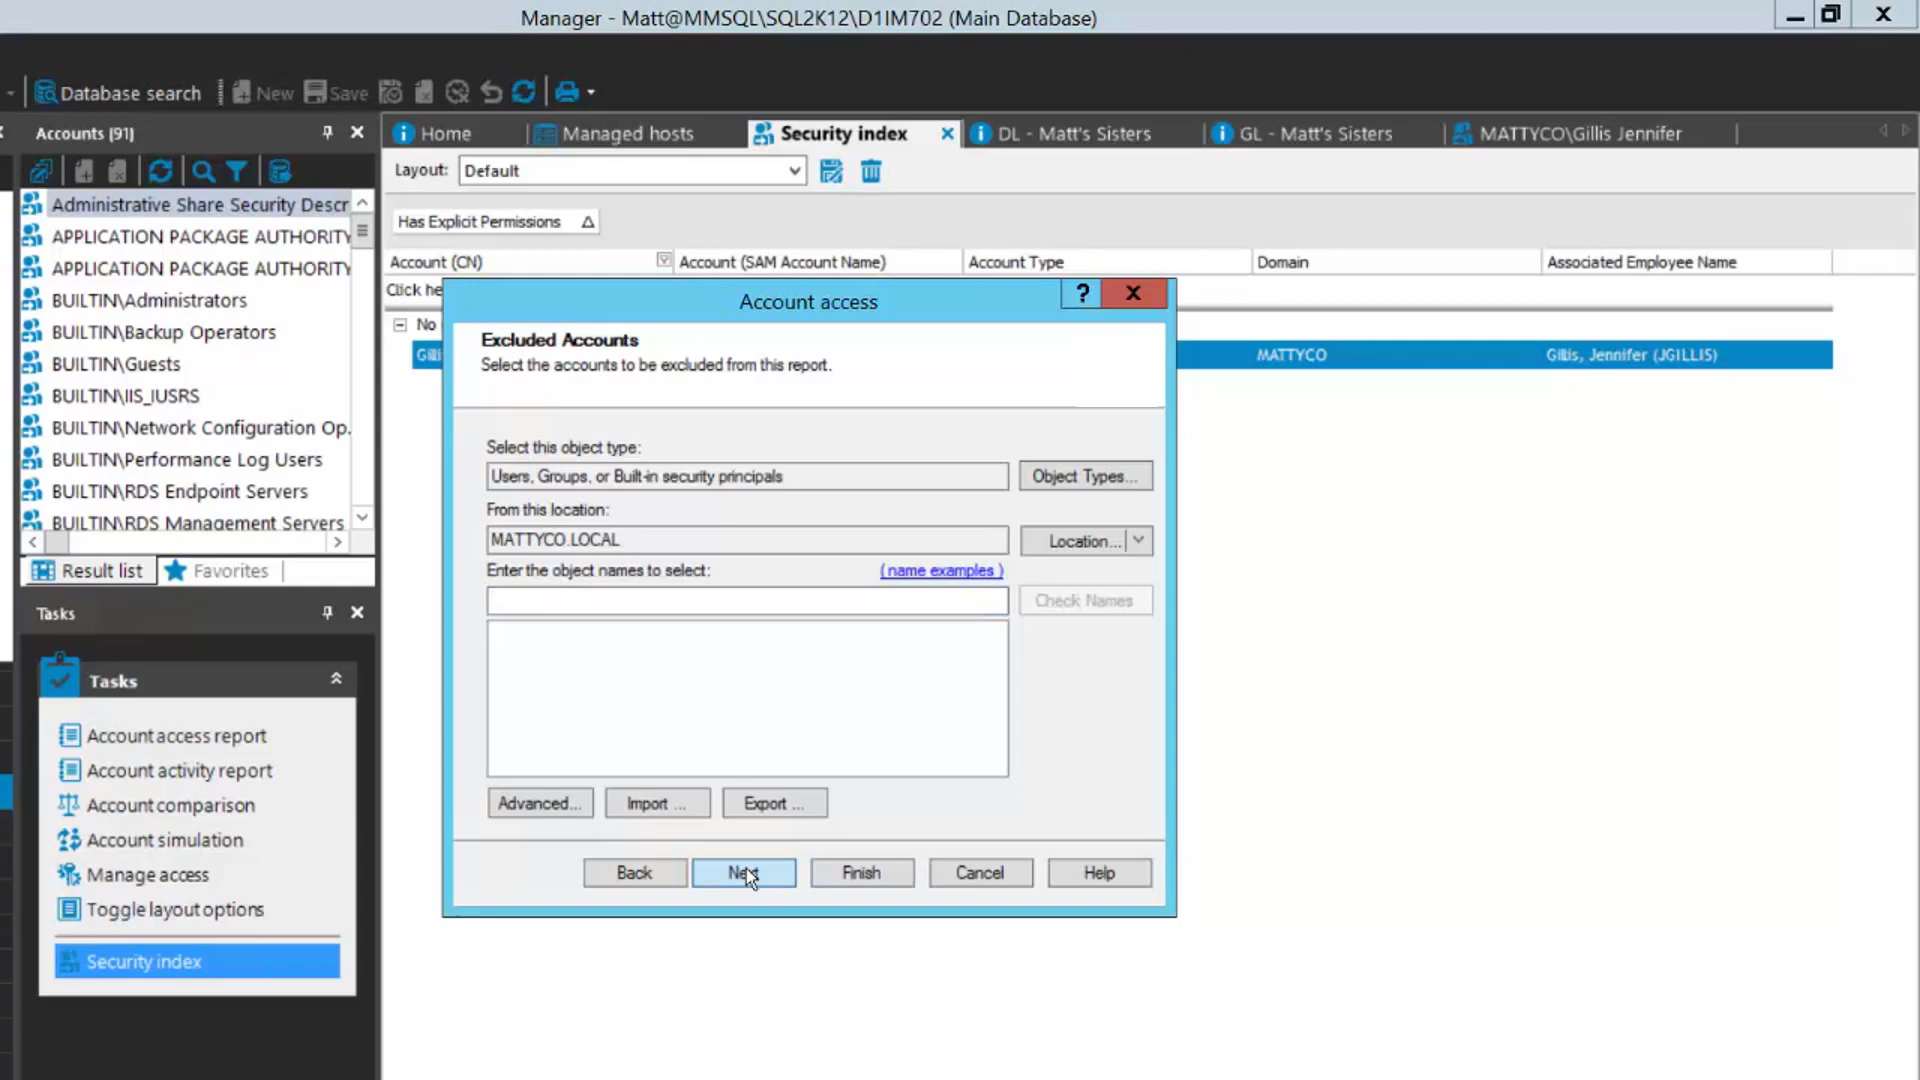 Manager - Matt@MMSQL\SQL2K12\D1IM702 (Main Database)
Database search New Save
Accounts (91)
Home Managed hosts Security index DL - Matt's Sisters GL - Matt's Sisters MATTYCO\Gillis Jennifer
Layout: Default
Administrative Share Security Descr
APPLICATION PACKAGE AUTHORITY
APPLICATION PACKAGE AUTHORITY
BUILTIN\Administrators
BUILTIN\Backup Operators
BUILTIN\Guests
BUILTIN\IIS_IUSRS
BUILTIN\Network Configuration Op.
BUILTIN\Performance Log Users
BUILTIN\RDS Endpoint Servers
BUILTIN\RDS Management Servers
Result list Favorites
Has Explicit Permissions
Account (CN) Account (SAM Account Name) Account Type Domain Associated Employee Name
Click he
No
Gilli MATTYCO Gillis, Jennifer (JGILLIS)
Account access
?
Excluded Accounts
Select the accounts to be excluded from this report.
Select this object type:
Users, Groups, or Built-in security principals Object Types...
From this location:
MATTYCO.LOCAL Location...
Enter the object names to select: ( name examples )
Check Names
Advanced... Import ... Export ...
Back Next Finish Cancel Help
Tasks
Tasks
Account access report
Account activity report
Account comparison
Account simulation
Manage access
Toggle layout options
Security index